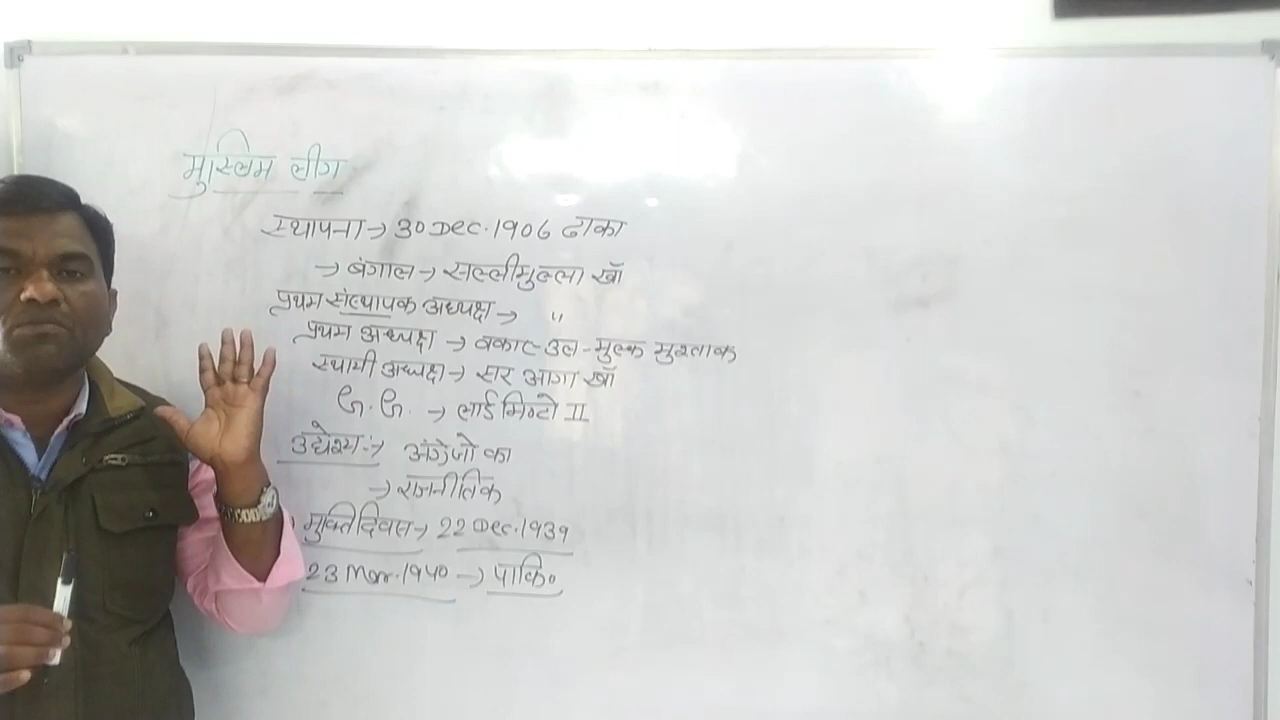 मुस्लिम लीग
स्थापना → 30 Dec. 1906 ढाका
→ बंगाल → सल्लीमुल्ला खॉ
प्रथम संस्थापक अध्यक्ष → "
प्रथम अध्यक्ष → वकार-उल-मुल्क मुश्ताक
स्थामी अध्यक्ष → सर आगा खॉ
G. G. → लार्ड मिन्टो II
उद्येश्य :→ अंग्रेजो का
→ राजनीतिक
मुक्तिदिवस → 22 Dec. 1939
23 Mar. 1940 → पाकि०